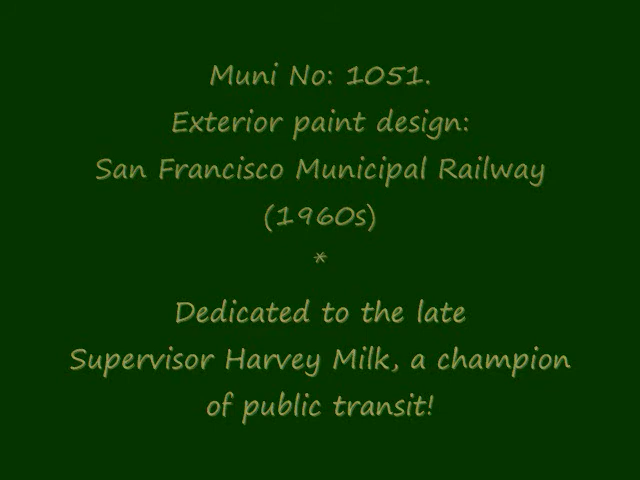 Muni No: 1051.
Exterior paint design:
San Francisco Municipal Railway
(1960s)
*
Dedicated to the late
Supervisor Harvey Milk, a champion
of public transit!